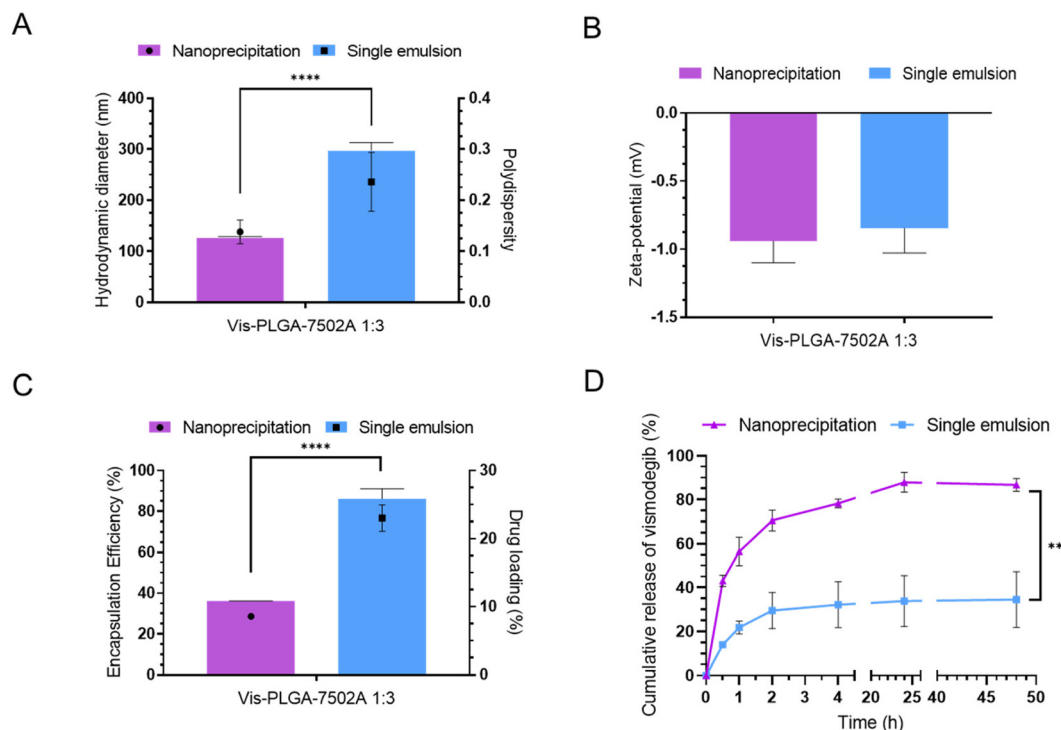 A
Nanoprecipitation Single emulsion
****
Hydrodynamic diameter (nm)
400
300
200
100
0
Polydispersity
0.4
0.3
0.2
0.1
0.0
Vis-PLGA-7502A 1:3
B
Nanoprecipitation Single emulsion
Zeta-potential (mV)
0.0
-0.5
-1.0
-1.5
Vis-PLGA-7502A 1:3
C
Nanoprecipitation Single emulsion
****
Encapsulation Efficiency (%)
100
80
60
40
20
0
Drug loading (%)
30
20
10
0
Vis-PLGA-7502A 1:3
D
Nanoprecipitation Single emulsion
Cumulative release of vismodegib (%)
100
80
60
40
20
0
**
0 1 2 3 4 20 25 40 45 50
Time (h)